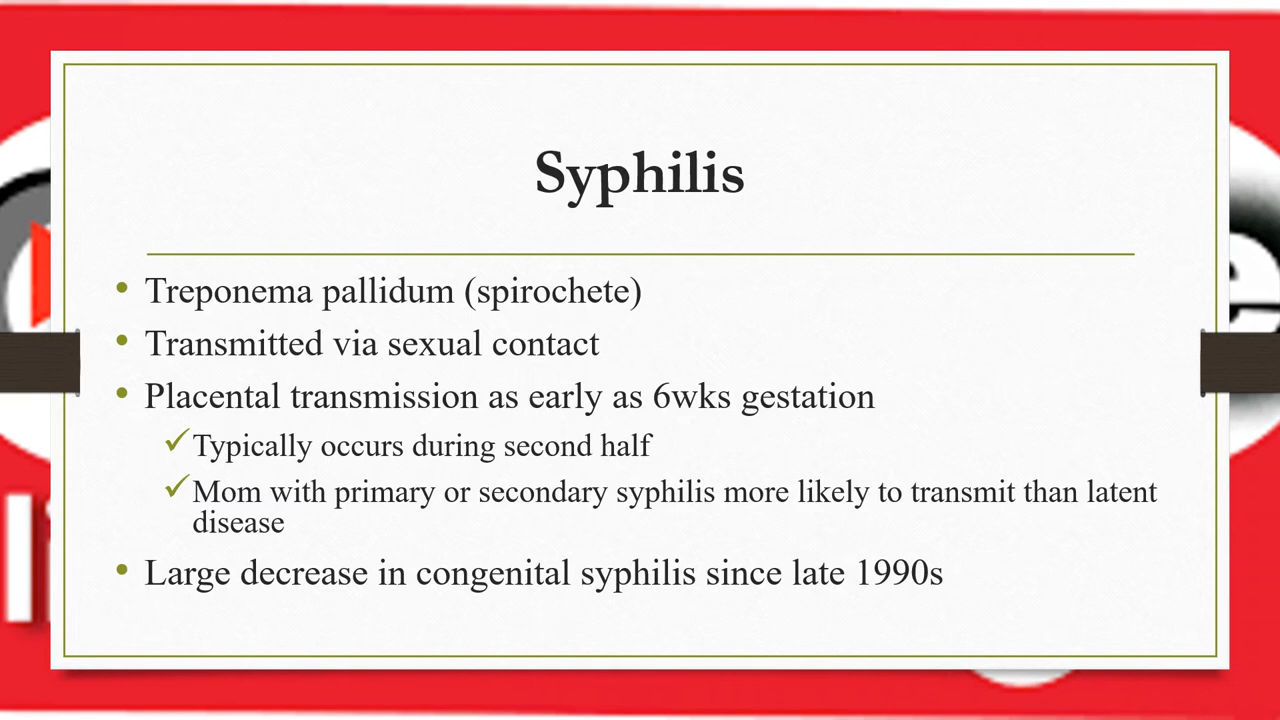 Syphilis
• Treponema pallidum (spirochete)
• Transmitted via sexual contact
• Placental transmission as early as 6wks gestation
✓Typically occurs during second half
✓Mom with primary or secondary syphilis more likely to transmit than latent
disease
• Large decrease in congenital syphilis since late 1990s